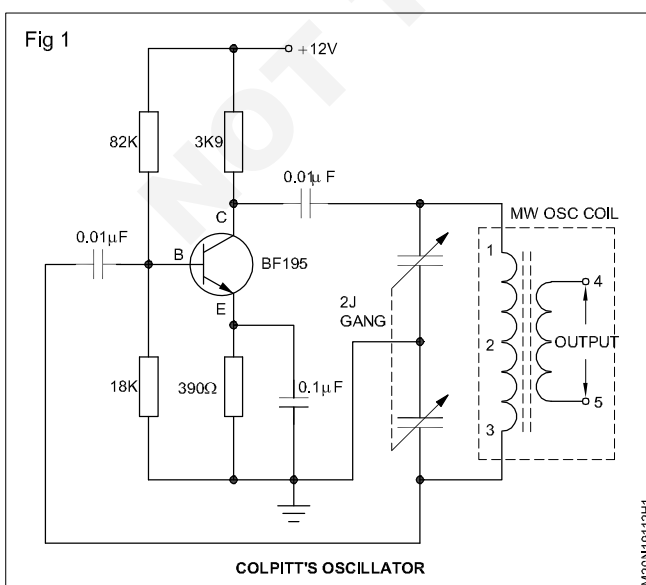 Fig 1
+12V
82K
3K9
0.01µF
C
MW OSC COIL
0.01µF
B
BF195
1
4
E
2J
GANG
2
OUTPUT
18K
390Ω
0.1µF
3
5
COLPITT'S OSCILLATOR
NOT